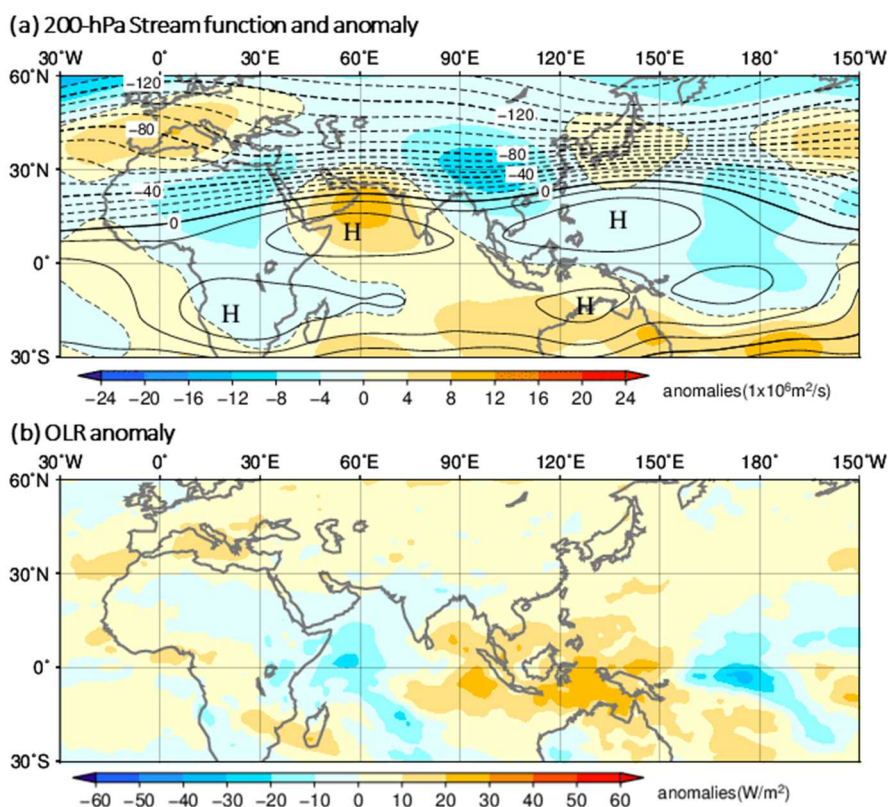 (a) 200-hPa Stream function and anomaly
30°W 0° 30°E 60°E 90°E 120°E 150°E 180° 150°W
60°N
-120
-120
-80
-80
30°N
-40
-40
0
0
H
H
0°
H
H
30°S
-24 -20 -16 -12 -8 -4 0 4 8 12 16 20 24
anomalies(1x10⁶m²/s)
(b) OLR anomaly
30°W 0° 30°E 60°E 90°E 120°E 150°E 180° 150°W
60°N
30°N
0°
30°S
-60 -50 -40 -30 -20 -10 0 10 20 30 40 50 60
anomalies(W/m²)